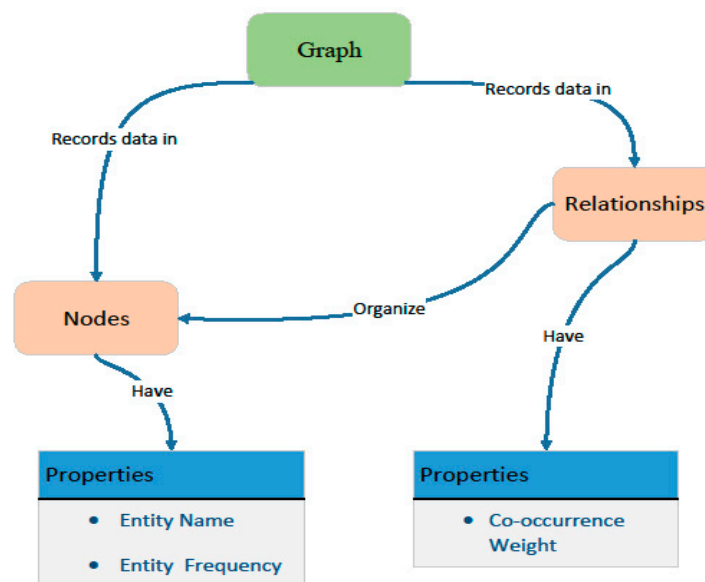 Graph
Records data in
Records data in
Relationships
Nodes
Organize
Have
Have
Properties
• Entity Name
• Entity Frequency
Properties
• Co-occurrence
Weight